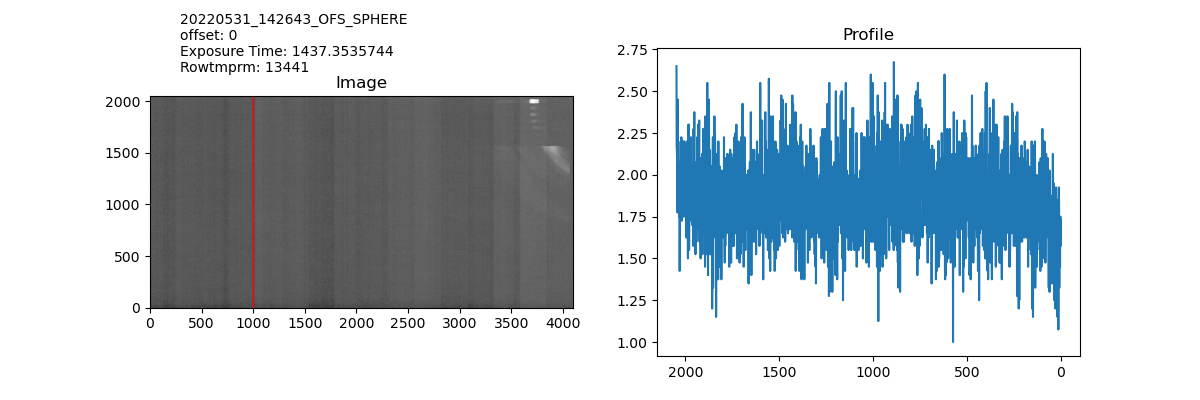 20220531_142643_OFS_SPHERE
offset: 0
Exposure Time: 1437.3535744
Rowtmprm: 13441
Image
2000
1500
1000
500
0
0 500 1000 1500 2000 2500 3000 3500 4000
Profile
2.75
2.50
2.25
2.00
1.75
1.50
1.25
1.00
2000 1500 1000 500 0